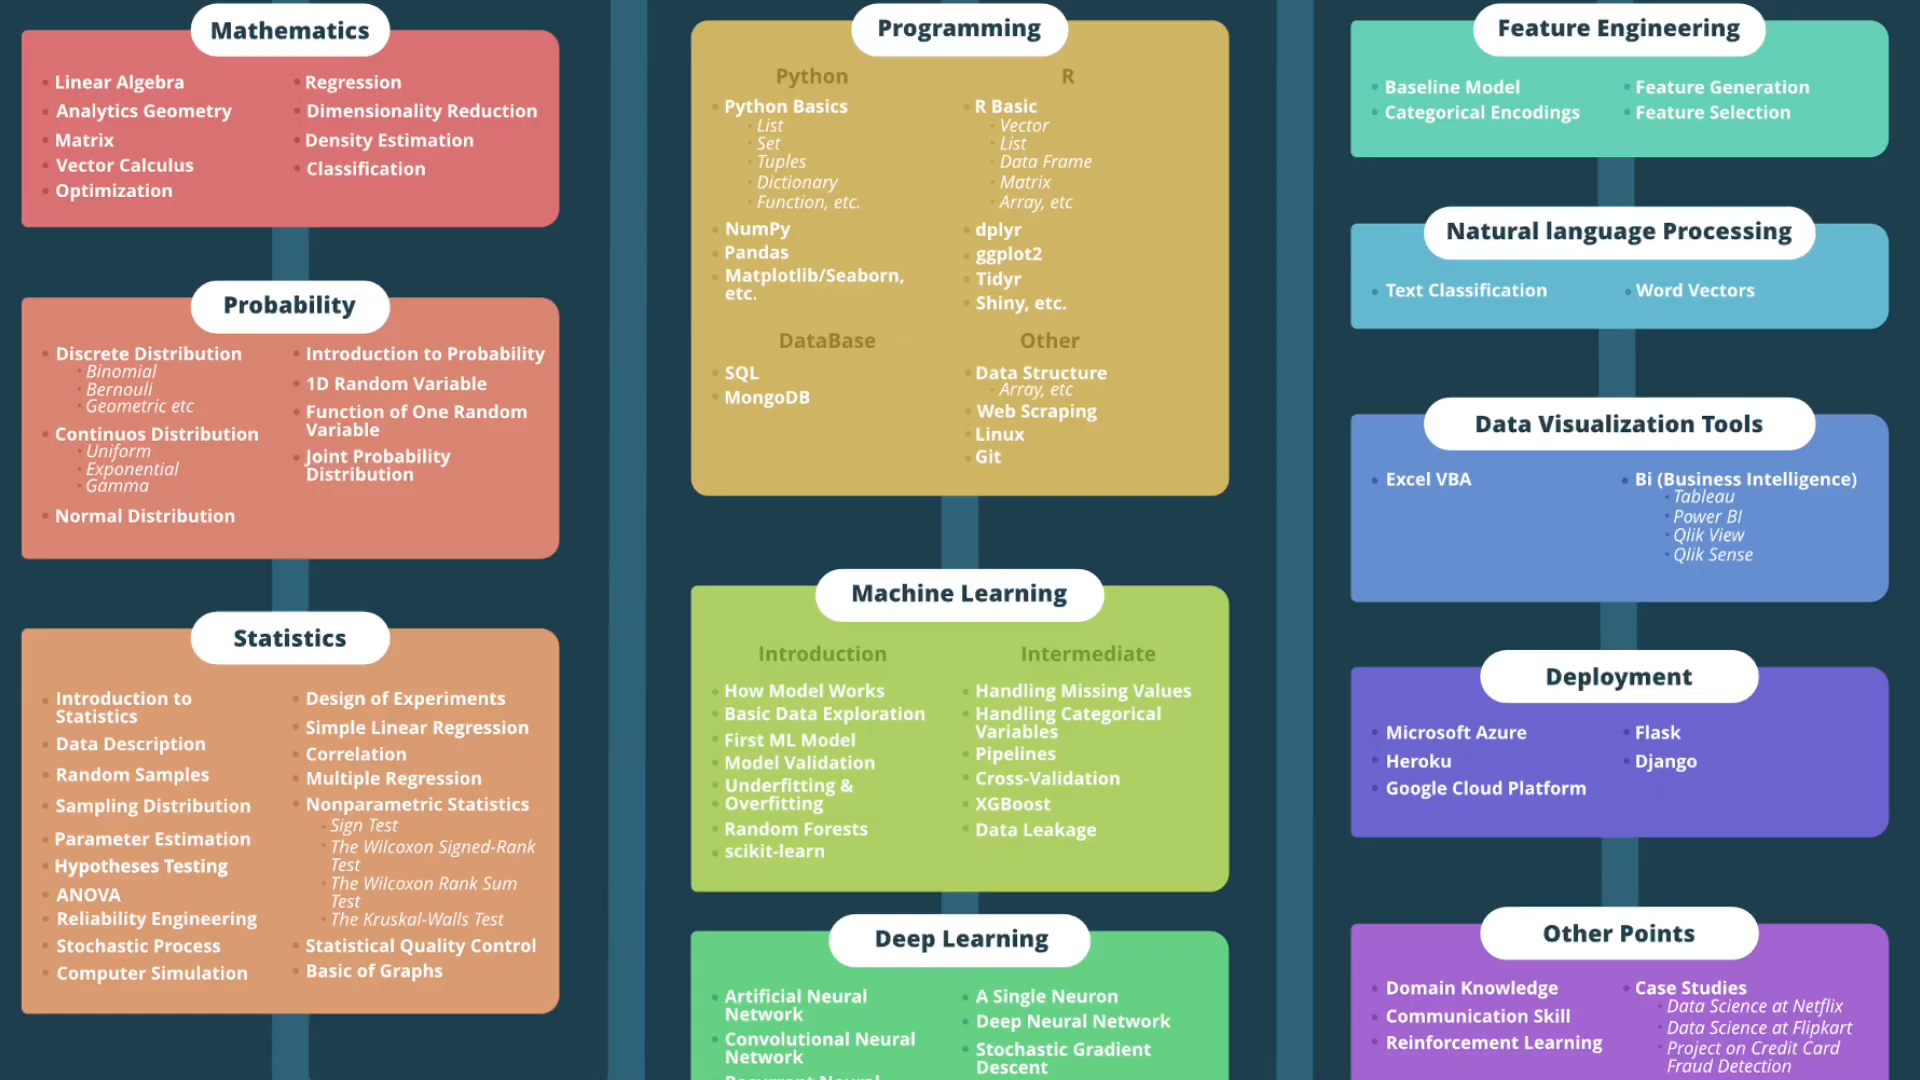 Mathematics
Linear Algebra
Analytics Geometry
Matrix
Vector Calculus
Optimization
Regression
Dimensionality Reduction
Density Estimation
Classification
Probability
Discrete Distribution
Binomial
Bernouli
Geometric etc
Continuos Distribution
Uniform
Exponential
Gamma
Normal Distribution
Introduction to Probability
1D Random Variable
Function of One Random
Variable
Joint Probability
Distribution
Statistics
Introduction to
Statistics
Data Description
Random Samples
Sampling Distribution
Parameter Estimation
Hypotheses Testing
ANOVA
Reliability Engineering
Stochastic Process
Computer Simulation
Design of Experiments
Simple Linear Regression
Correlation
Multiple Regression
Nonparametric Statistics
Sign Test
The Wilcoxon Signed-Rank
Test
The Wilcoxon Rank Sum
Test
The Kruskal-Walls Test
Statistical Quality Control
Basic of Graphs
Programming
Python
Python Basics
List
Set
Tuples
Dictionary
Function, etc.
NumPy
Pandas
Matplotlib/Seaborn,
etc.
R
R Basic
Vector
List
Data Frame
Matrix
Array, etc
dplyr
ggplot2
Tidyr
Shiny, etc.
DataBase
SQL
MongoDB
Other
Data Structure
Array, etc
Web Scraping
Linux
Git
Machine Learning
Introduction
How Model Works
Basic Data Exploration
First ML Model
Model Validation
Underfitting &
Overfitting
Random Forests
scikit-learn
Intermediate
Handling Missing Values
Handling Categorical
Variables
Pipelines
Cross-Validation
XGBoost
Data Leakage
Deep Learning
Artificial Neural
Network
Convolutional Neural
Network
Recurrent Neural
A Single Neuron
Deep Neural Network
Stochastic Gradient
Descent
Feature Engineering
Baseline Model
Categorical Encodings
Feature Generation
Feature Selection
Natural language Processing
Text Classification
Word Vectors
Data Visualization Tools
Excel VBA
Bi (Business Intelligence)
Tableau
Power BI
Qlik View
Qlik Sense
Deployment
Microsoft Azure
Heroku
Google Cloud Platform
Flask
Django
Other Points
Domain Knowledge
Communication Skill
Reinforcement Learning
Case Studies
Data Science at Netflix
Data Science at Flipkart
Project on Credit Card
Fraud Detection